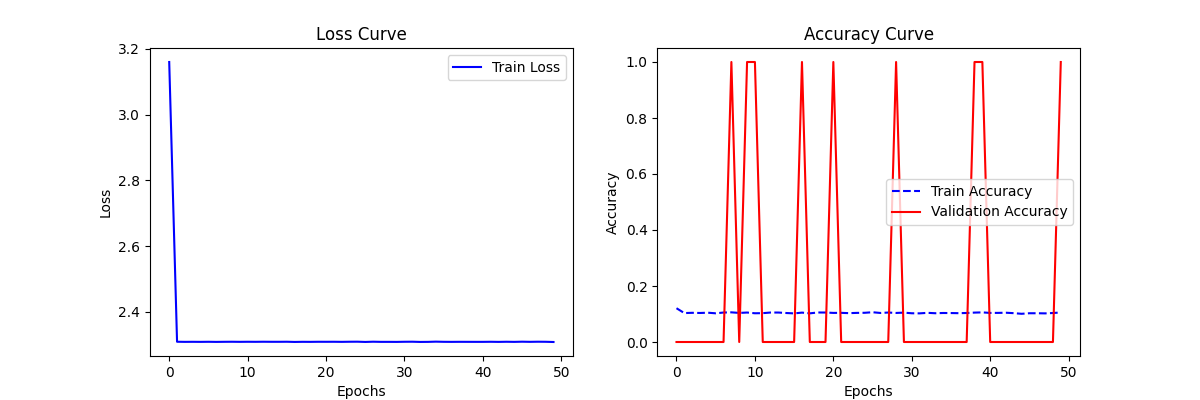 Loss Curve
3.2
3.0
2.8
2.6
2.4
Loss
0 10 20 30 40 50
Epochs
Train Loss
Accuracy Curve
1.0
0.8
0.6
0.4
0.2
0.0
Accuracy
0 10 20 30 40 50
Epochs
Train Accuracy
Validation Accuracy